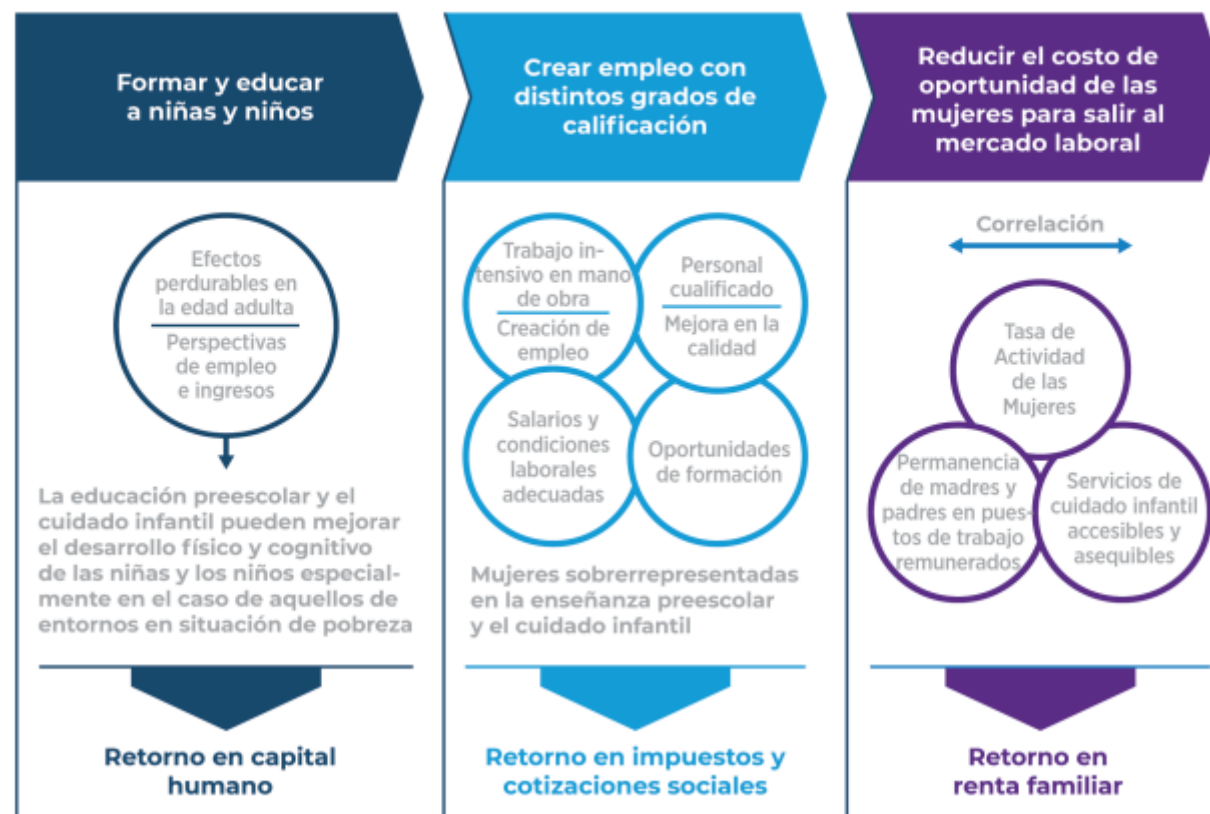 Formar y educar
a niñas y niños
Efectos
perdurables en
la edad adulta
Perspectivas
de empleo
e ingresos
La educación preescolar y el
cuidado infantil pueden mejorar
el desarrollo físico y cognitivo
de las niñas y los niños especial-
mente en el caso de aquellos de
entornos en situación de pobreza
Retorno en capital
humano
Crear empleo con
distintos grados de
calificación
Trabajo in-
tensivo en mano
de obra
Creación de
empleo
Personal
cualificado
Mejora en la
calidad
Salarios y
condiciones
laborales
adecuadas
Oportunidades
de formación
Mujeres sobrerrepresentadas
en la enseñanza preescolar
y el cuidado infantil
Retorno en impuestos y
cotizaciones sociales
Reducir el costo de
oportunidad de las
mujeres para salir al
mercado laboral
Correlación
Tasa de
Actividad
de las
Mujeres
Permanencia
de madres y
padres en pues-
tos de trabajo
remunerados
Servicios de
cuidado infantil
accesibles y
asequibles
Retorno en
renta familiar